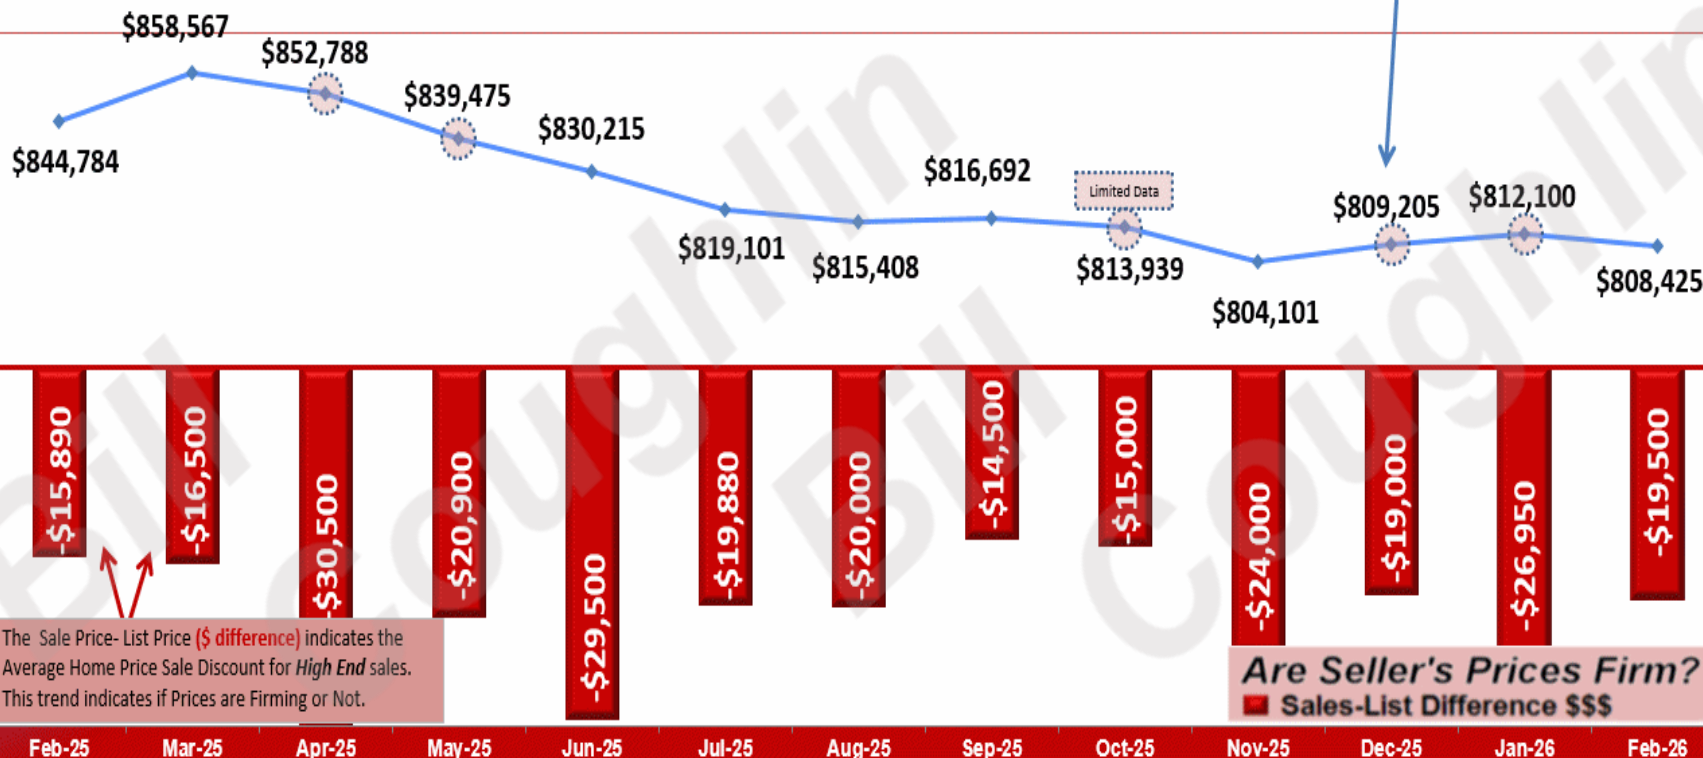 $858,567
$852,788
$844,784
$839,475
$830,215
$819,101
$815,408
$816,692
Limited Data
$813,939
$804,101
$809,205
$812,100
$808,425
-$15,890
-$16,500
-$30,500
-$20,900
-$29,500
-$19,880
-$20,000
-$14,500
-$15,000
-$24,000
-$19,000
-$26,950
-$19,500
Bill
Coughlin
Bill
Coughlin
The Sale Price- List Price ($ difference) indicates the
Average Home Price Sale Discount for High End sales.
This trend indicates if Prices are Firming or Not.
Are Seller's Prices Firm?
Sales-List Difference $$$
Feb-25 Mar-25 Apr-25 May-25 Jun-25 Jul-25 Aug-25 Sep-25 Oct-25 Nov-25 Dec-25 Jan-26 Feb-26